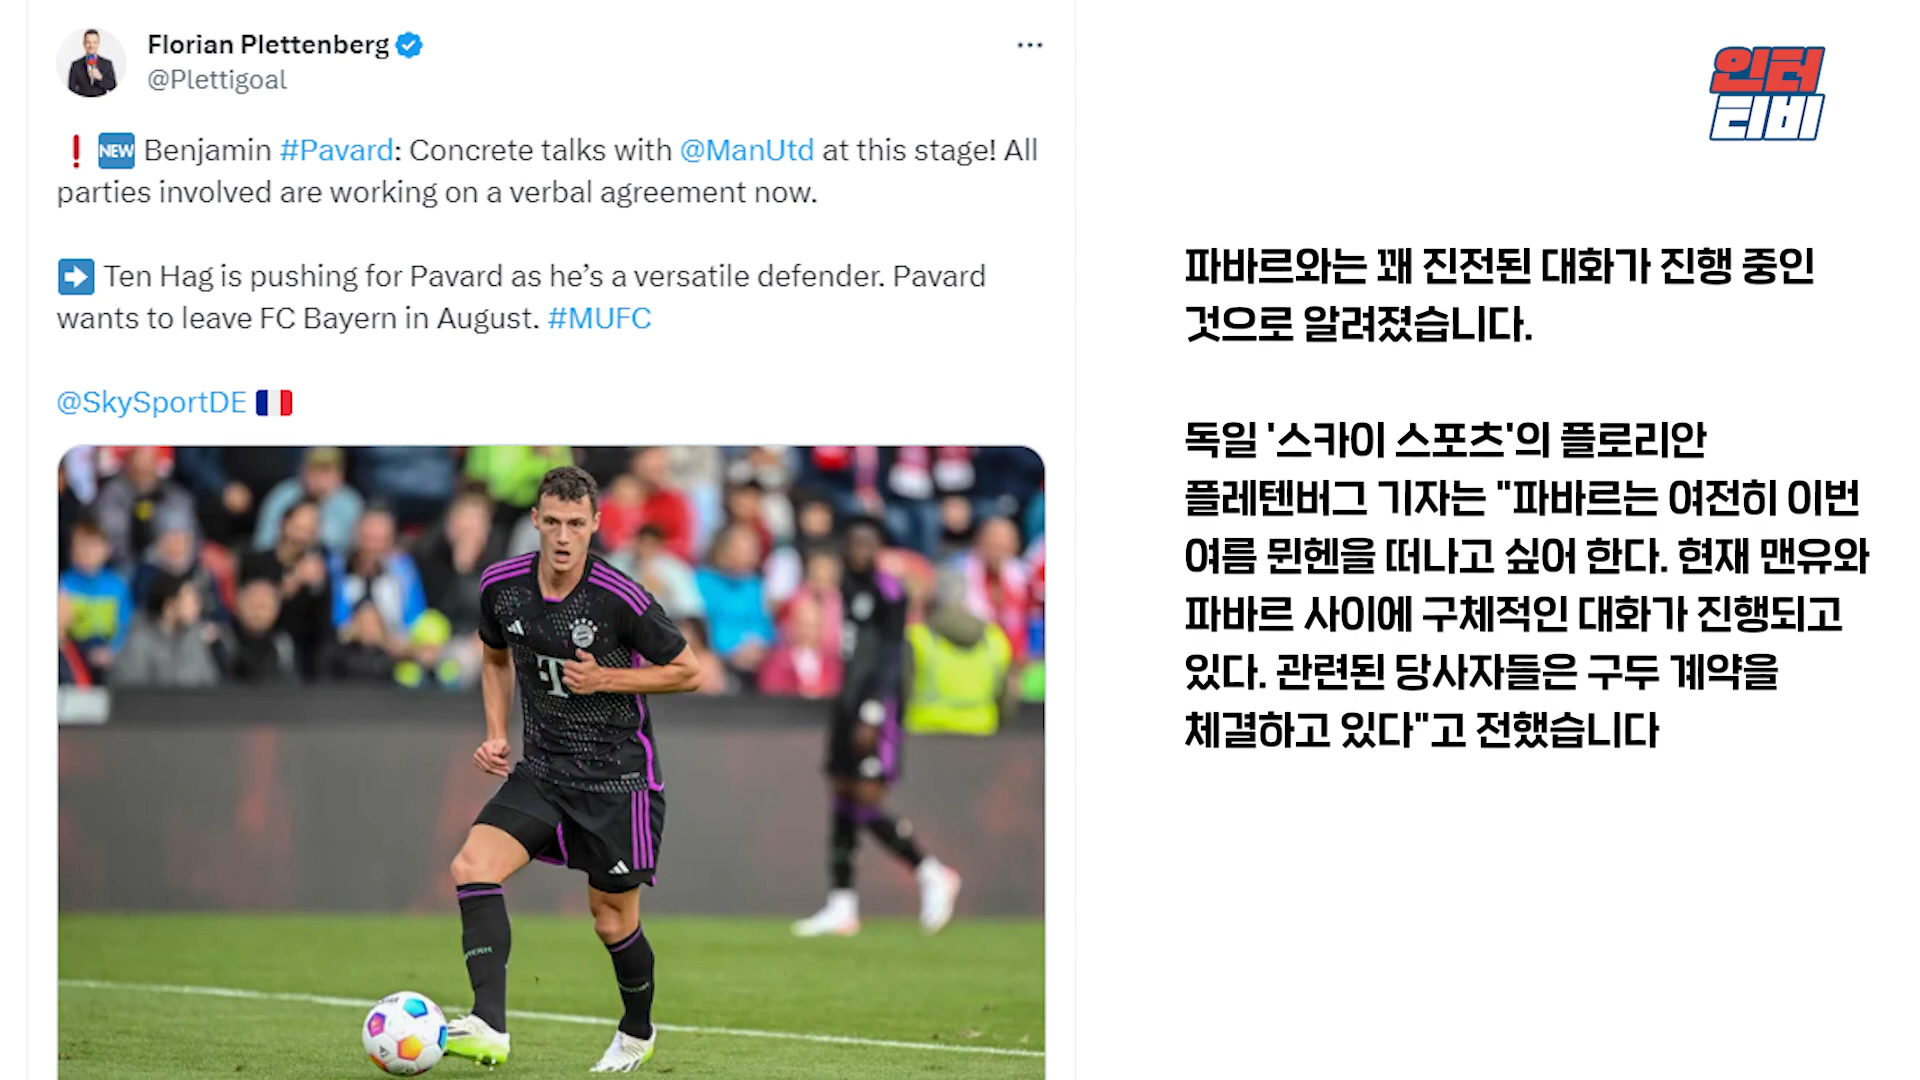 Florian Plettenberg
@Plettigoal
❗ NEW Benjamin #Pavard: Concrete talks with @ManUtd at this stage! All
parties involved are working on a verbal agreement now.
➡ Ten Hag is pushing for Pavard as he’s a versatile defender. Pavard
wants to leave FC Bayern in August. #MUFC
@SkySportDE 🇫🇷
인터
티비
파바르와는 꽤 진전된 대화가 진행 중인
것으로 알려졌습니다.
독일 '스카이 스포츠'의 플로리안
플레텐버그 기자는 "파바르는 여전히 이번
여름 뮌헨을 떠나고 싶어 한다. 현재 맨유와
파바르 사이에 구체적인 대화가 진행되고
있다. 관련된 당사자들은 구두 계약을
체결하고 있다"고 전했습니다